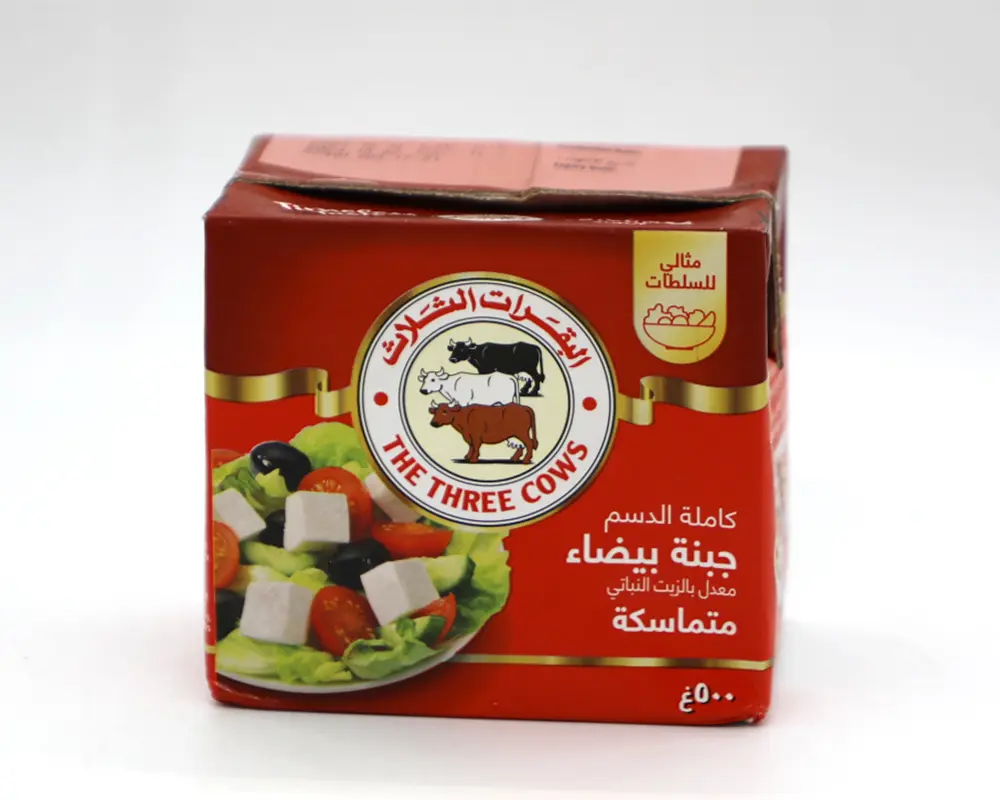 مثالي
للسلطات
البقرات الثلاث
THE THREE COWS
كاملة الدسم
جبنة بيضاء
معدل بالزيت النباتي
متماسكة
٥٠٠غ